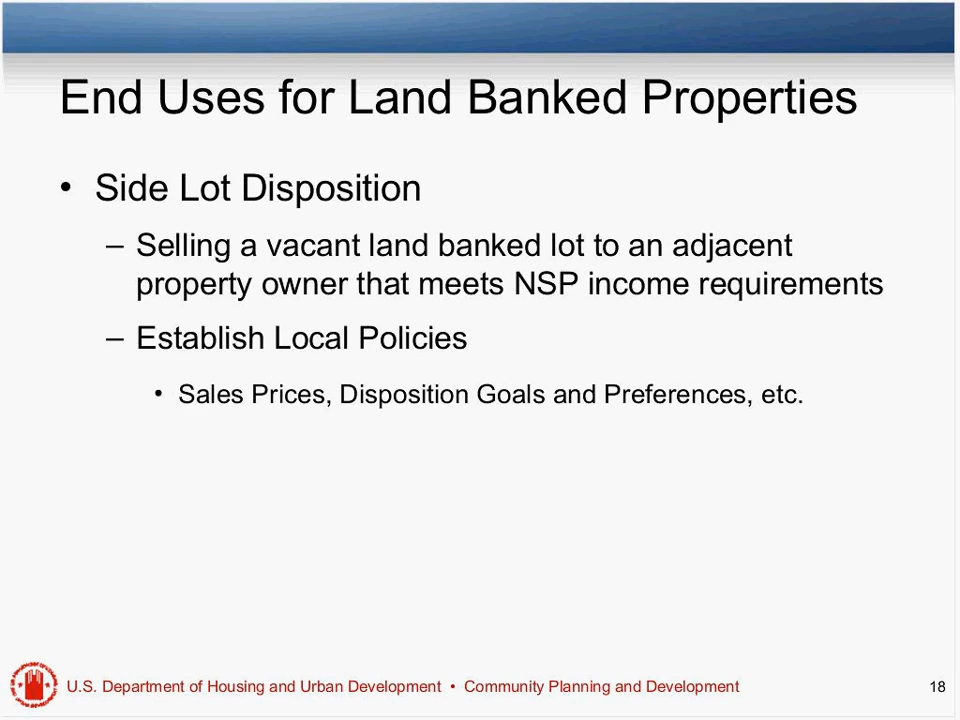 End Uses for Land Banked Properties
• Side Lot Disposition
– Selling a vacant land banked lot to an adjacent
property owner that meets NSP income requirements
– Establish Local Policies
• Sales Prices, Disposition Goals and Preferences, etc.
U.S. Department of Housing and Urban Development • Community Planning and Development
18